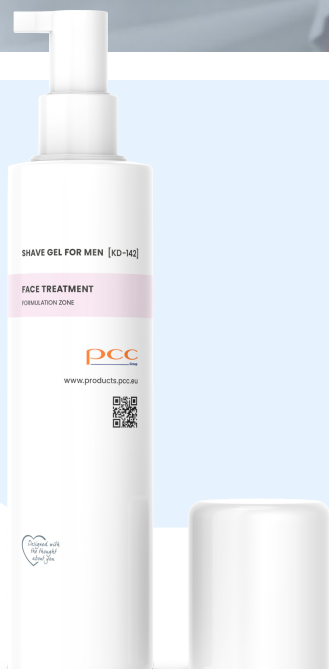 SHAVE GEL FOR MEN [KD-142]
FACE TREATMENT
FORMULATION ZONE
pcc
www.products.pcc.eu
Designed with
the thought
about you